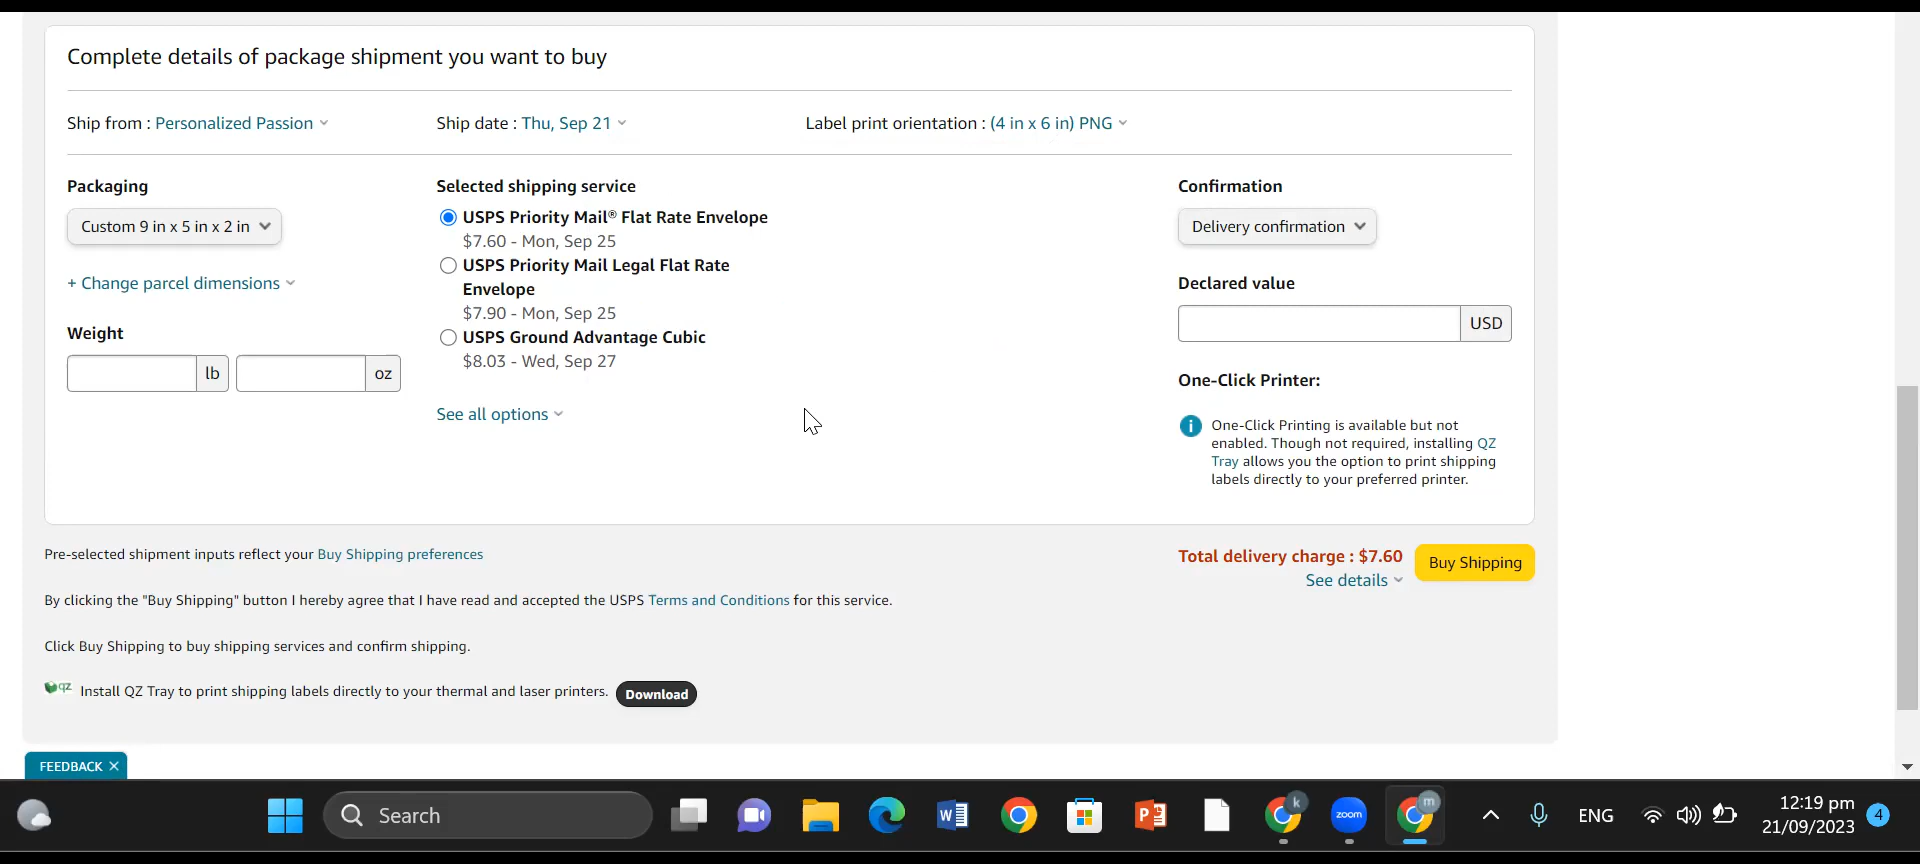 Complete details of package shipment you want to buy
Ship from : Personalized Passion
Ship date : Thu, Sep 21
Label print orientation : (4 in x 6 in) PNG
Packaging
Custom 9 in x 5 in x 2 in
+ Change parcel dimensions
Weight
lb
oz
Selected shipping service
USPS Priority Mail® Flat Rate Envelope
$7.60 - Mon, Sep 25
USPS Priority Mail Legal Flat Rate
Envelope
$7.90 - Mon, Sep 25
USPS Ground Advantage Cubic
$8.03 - Wed, Sep 27
See all options
Confirmation
Delivery confirmation
Declared value
USD
One-Click Printer:
One-Click Printing is available but not
enabled. Though not required, installing QZ
Tray allows you the option to print shipping
labels directly to your preferred printer.
Pre-selected shipment inputs reflect your Buy Shipping preferences
Total delivery charge : $7.60
See details
Buy Shipping
By clicking the "Buy Shipping" button I hereby agree that I have read and accepted the USPS Terms and Conditions for this service.
Click Buy Shipping to buy shipping services and confirm shipping.
qz Install QZ Tray to print shipping labels directly to your thermal and laser printers. Download
FEEDBACK
Search
W
P
k
zoom
m
ENG
12:19 pm
21/09/2023
4